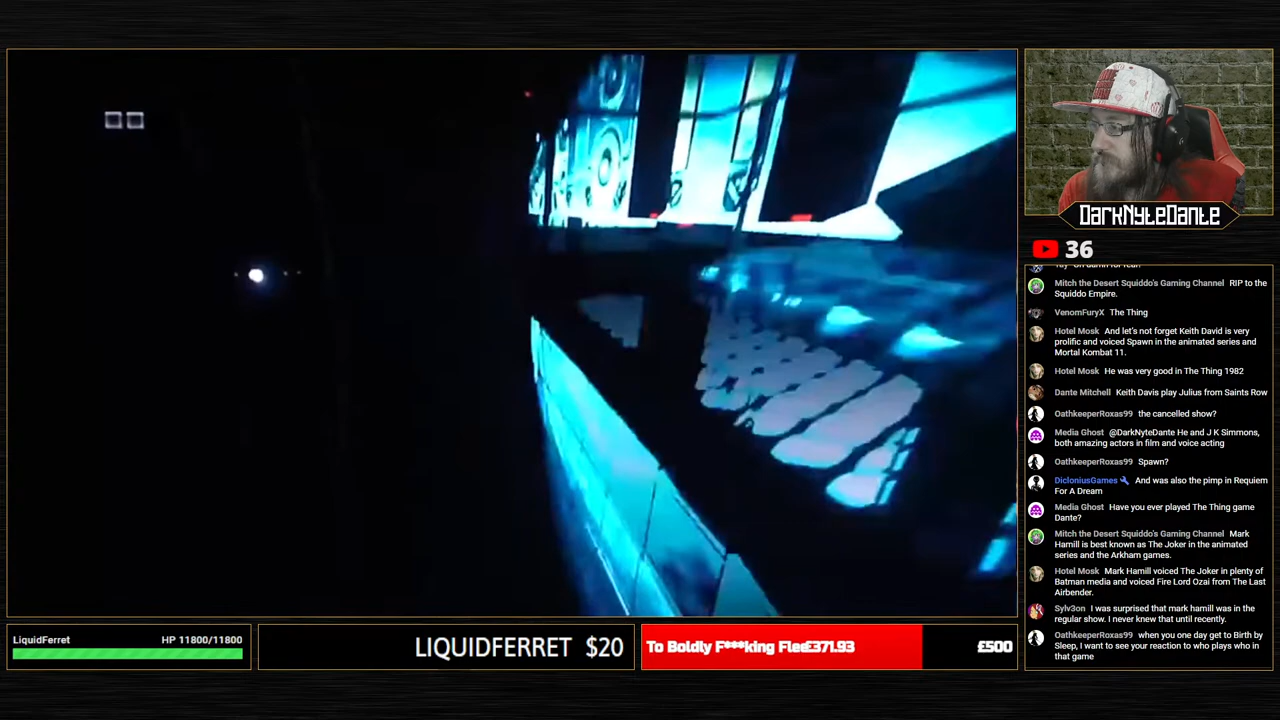 DarkNyteDante
36
Mitch the Desert Squiddo's Gaming Channel RIP to the
Squiddo Empire.
VenomFuryX The Thing
Hotel Mosk And let's not forget Keith David is very
prolific and voiced Spawn in the animated series and
Mortal Kombat 11.
Hotel Mosk He was very good in The Thing 1982
Dante Mitchell Keith Davis play Julius from Saints Row
OathkeeperRoxas99 the cancelled show?
Media Ghost @DarkNyteDante He and J K Simmons,
both amazing actors in film and voice acting
OathkeeperRoxas99 Spawn?
DicloniusGames And was also the pimp in Requiem
For A Dream
Media Ghost Have you ever played The Thing game
Dante?
Mitch the Desert Squiddo's Gaming Channel Mark
Hamill is best known as The Joker in the animated
series and the Arkham games.
Hotel Mosk Mark Hamill voiced The Joker in plenty of
Batman media and voiced Fire Lord Ozai from The Last
Airbender.
Sylv3on I was surprised that mark hamill was in the
regular show. I never knew that until recently.
OathkeeperRoxas99 when you one day get to Birth by
Sleep, I want to see your reaction to who plays who in
that game
LiquidFerret HP 11800/11800
LIQUIDFERRET $20
To Boldly F***king Flee£371.93 £500